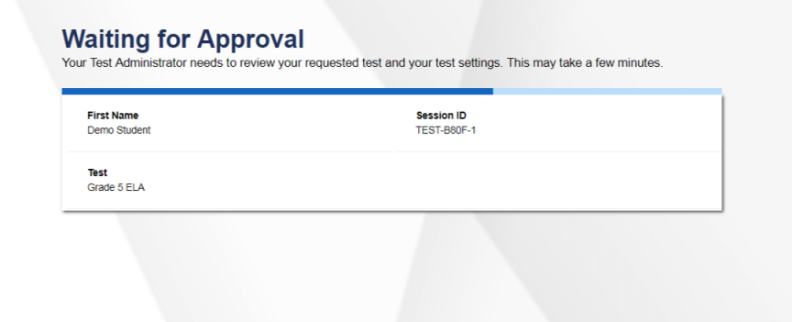 Waiting for Approval
Your Test Administrator needs to review your requested test and your test settings. This may take a few minutes.
First Name
Demo Student
Session ID
TEST-B80F-1
Test
Grade 5 ELA